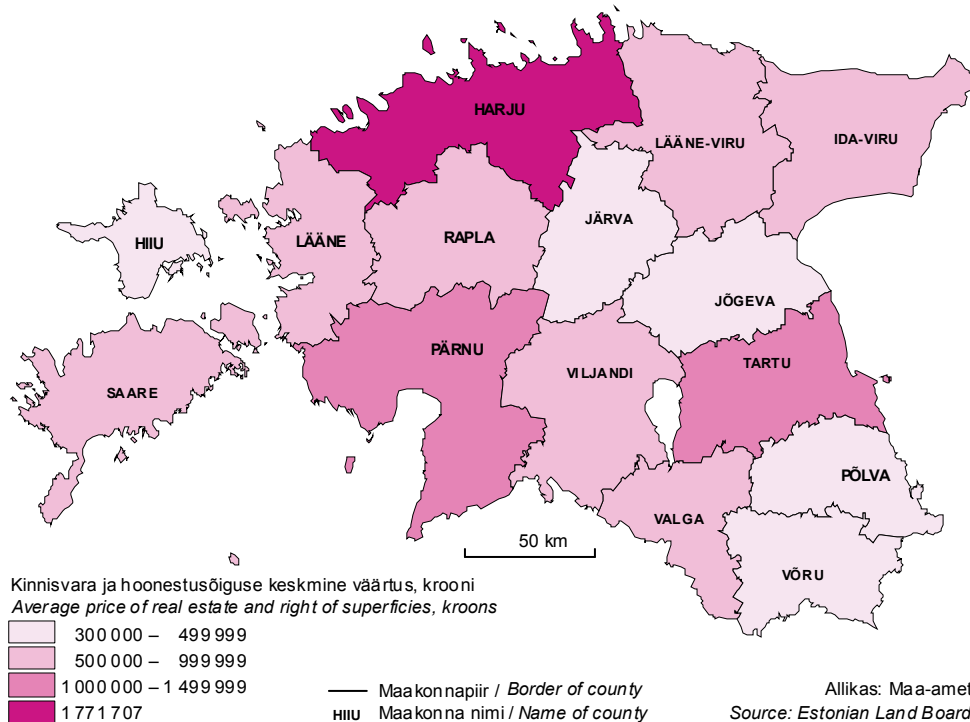 HARJU
LÄÄNE-VIRU
IDA-VIRU
HIIU
LÄÄNE
RAPLA
JÄRVA
JÕGEVA
SAARE
PÄRNU
VILJANDI
TARTU
PÕLVA
VALGA
VÕRU
50 km
Kinnisvara ja hoonestusõiguse keskmine väärtus, krooni
Average price of real estate and right of superficies, kroons
300 000 – 499 999
500 000 – 999 999
1 000 000 – 1 499 999
1 771 707
Maakonnapiir / Border of county
HIIU Maakonna nimi / Name of county
Allikas: Maa-amet
Source: Estonian Land Board